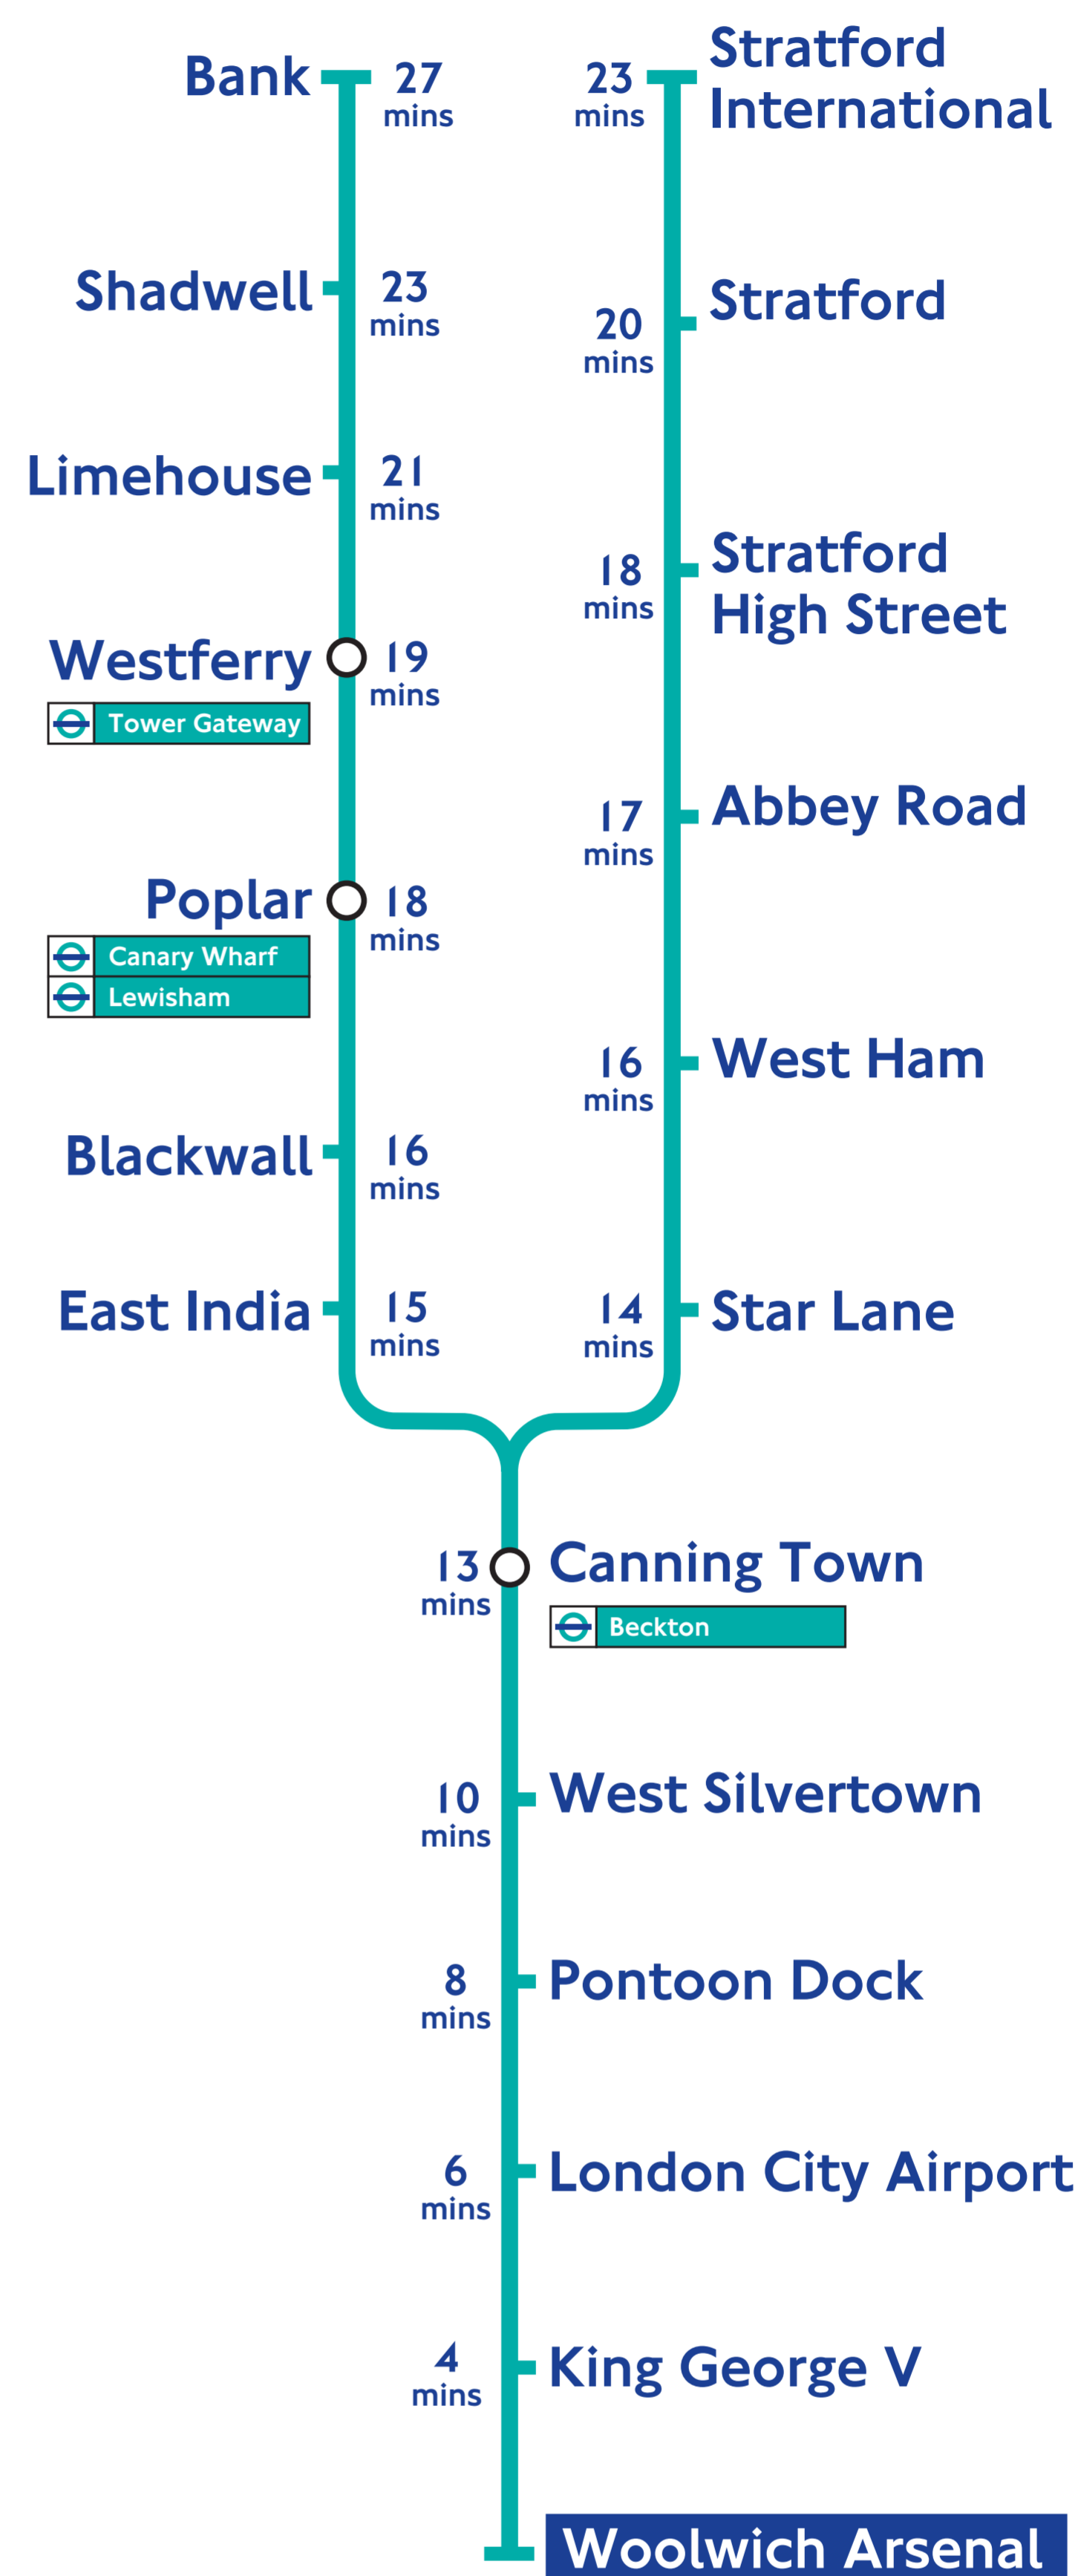 Bank
27
mins
Shadwell
23
mins
Limehouse
21
mins
Westferry
19
mins
Tower Gateway
Poplar
18
mins
Canary Wharf
Lewisham
Blackwall
16
mins
East India
15
mins
23
mins
Stratford
International
20
mins
Stratford
18
mins
Stratford
High Street
17
mins
Abbey Road
16
mins
West Ham
14
mins
Star Lane
13
mins
Canning Town
Beckton
10
mins
West Silvertown
8
mins
Pontoon Dock
6
mins
London City Airport
4
mins
King George V
Woolwich Arsenal